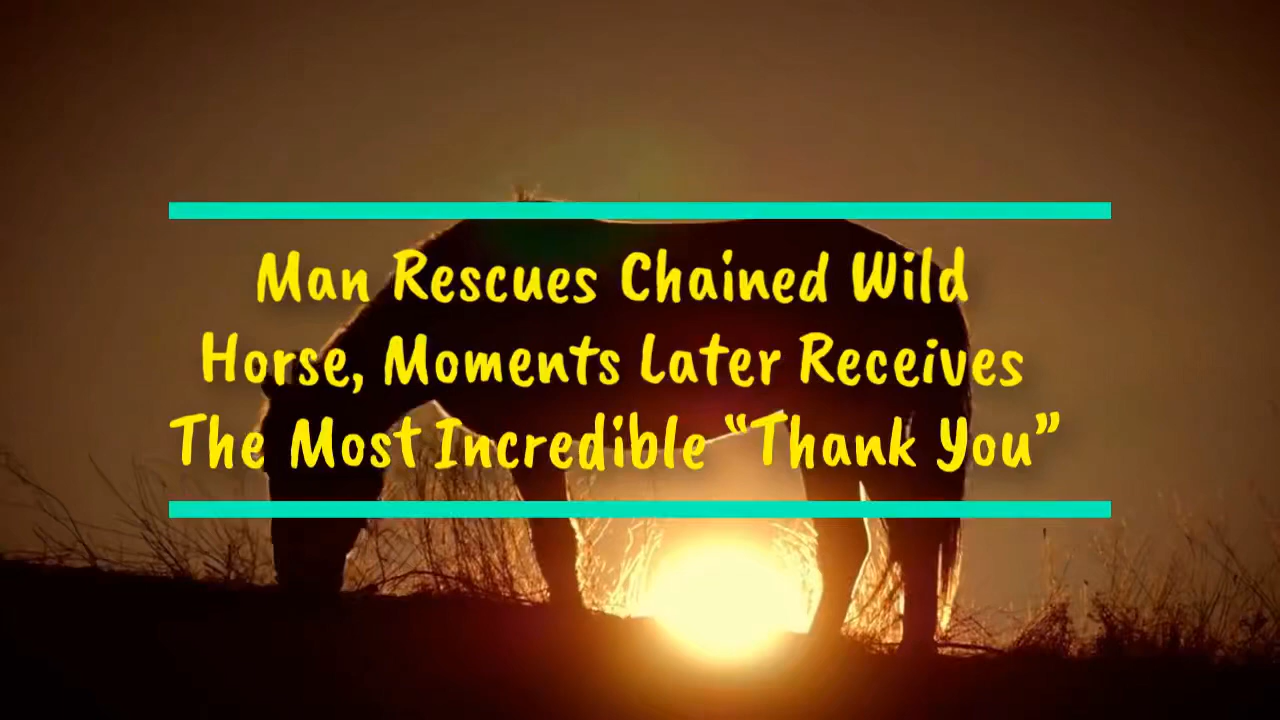 Man Rescues Chained Wild
Horse, Moments Later Receives
The Most Incredible “Thank You”